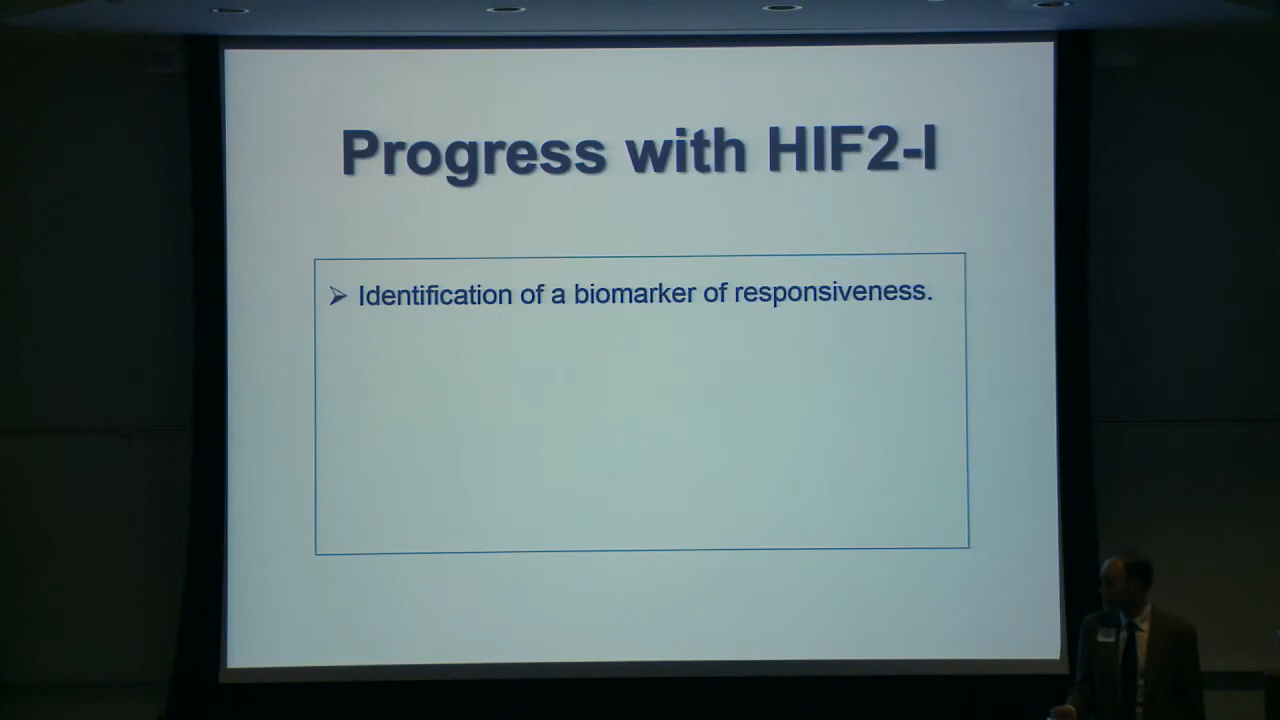 Progress with HIF2-I
➢ Identification of a biomarker of responsiveness.